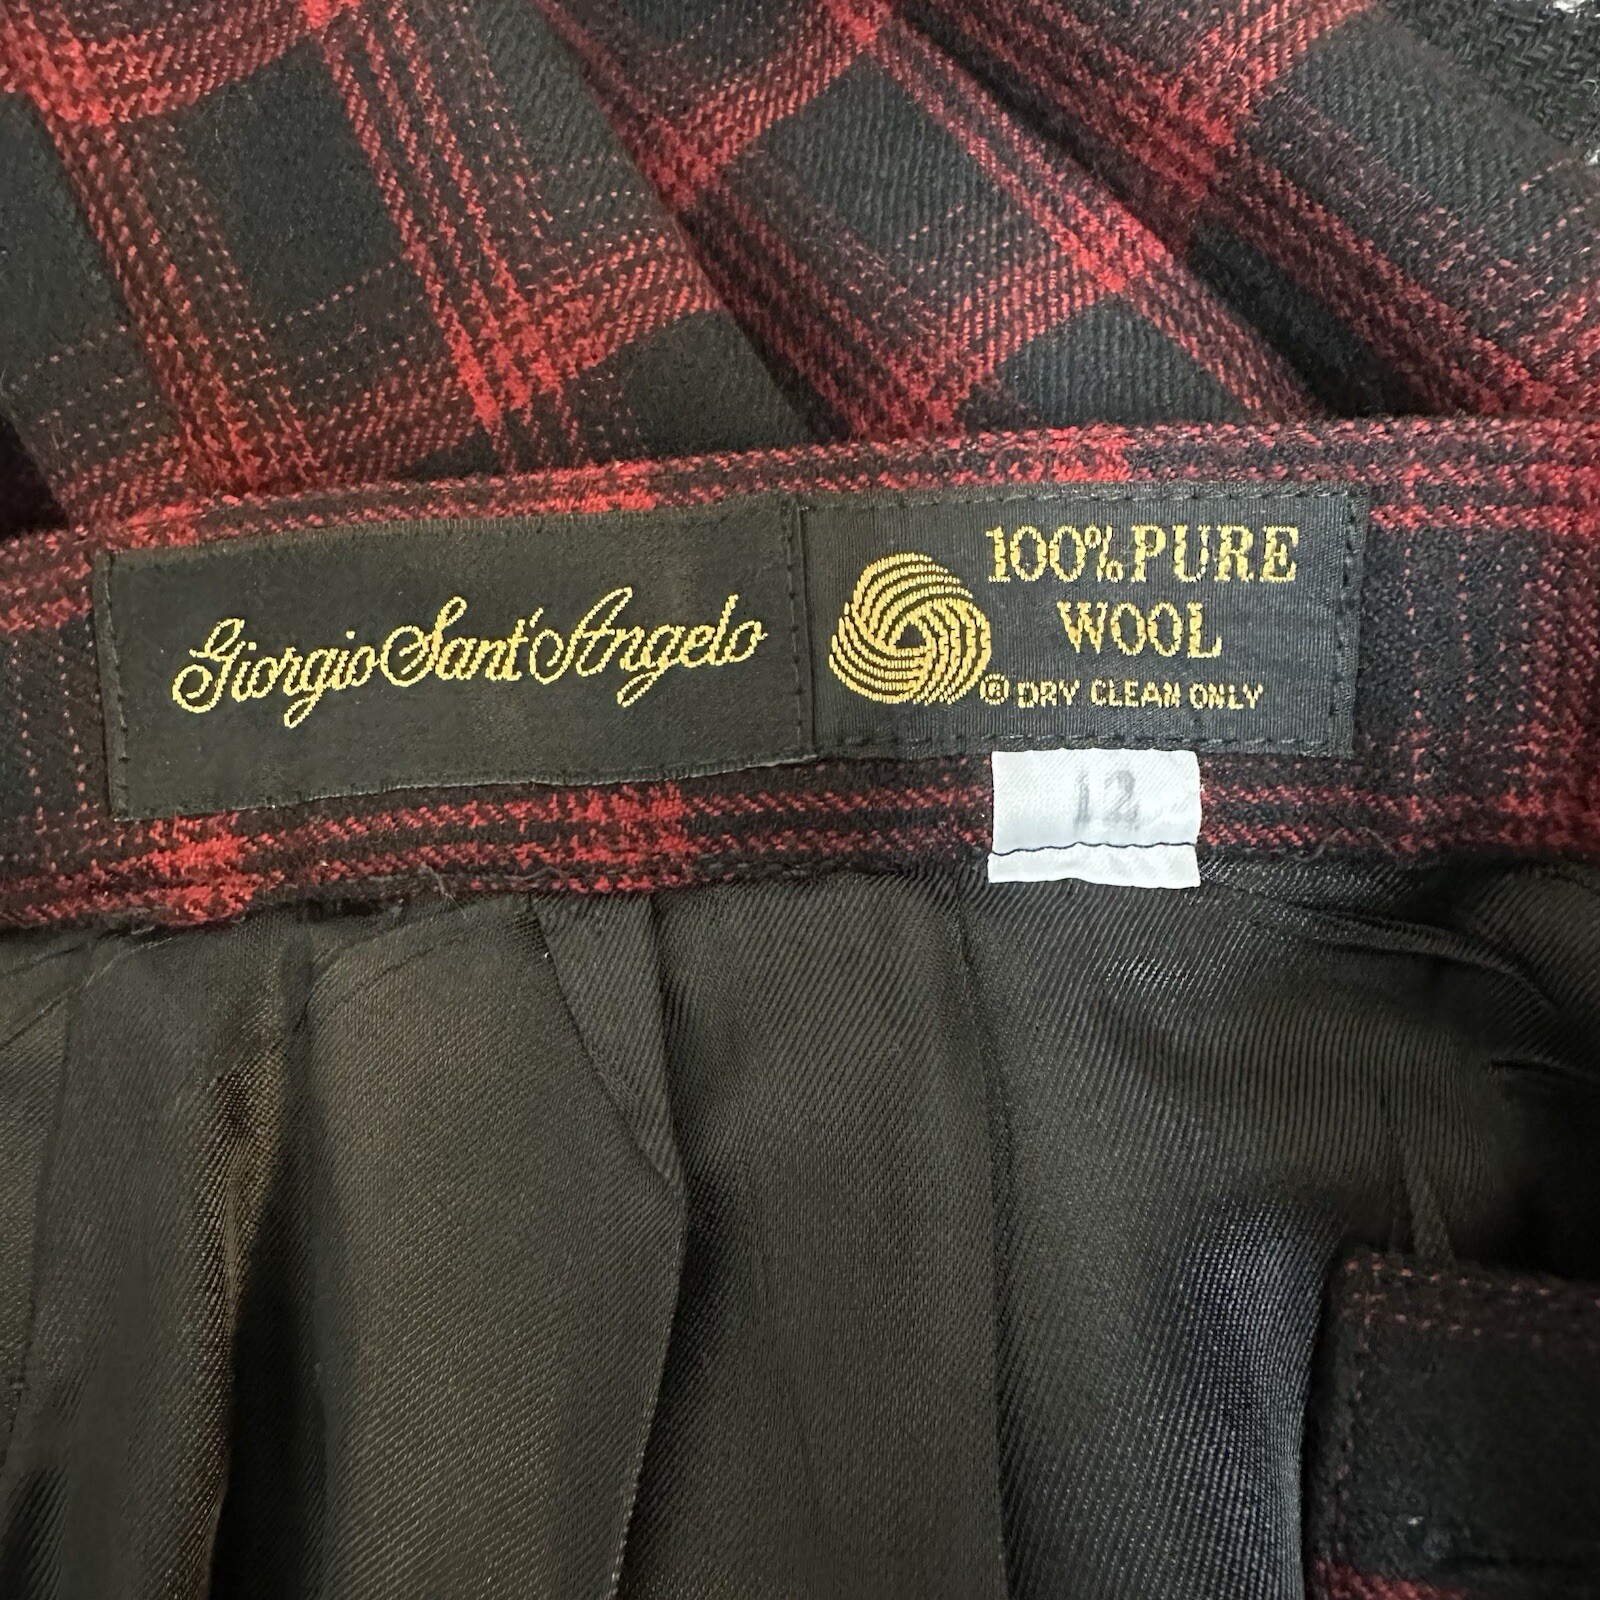 Giorgio Sant'Angelo
100% PURE
WOOL
® DRY CLEAN ONLY
12